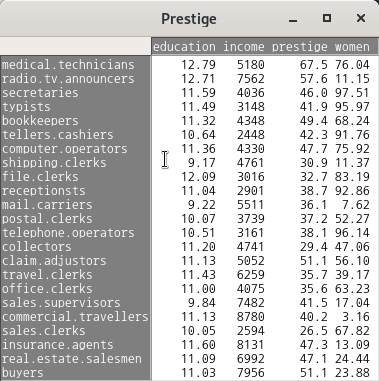 Prestige
education income prestige women
medical.technicians 12.79 5180 67.5 76.04
radio.tv.announcers 12.71 7562 57.6 11.15
secretaries 11.59 4036 46.0 97.51
typists 11.49 3148 41.9 95.97
bookkeepers 11.32 4348 49.4 68.24
tellers.cashiers 10.64 2448 42.3 91.76
computer.operators 11.36 4330 47.7 75.92
shipping.clerks 9.17 4761 30.9 11.37
file.clerks 12.09 3016 32.7 83.19
receptionsts 11.04 2901 38.7 92.86
mail.carriers 9.22 5511 36.1 7.62
postal.clerks 10.07 3739 37.2 52.27
telephone.operators 10.51 3161 38.1 96.14
collectors 11.20 4741 29.4 47.06
claim.adjustors 11.13 5052 51.1 56.10
travel.clerks 11.43 6259 35.7 39.17
office.clerks 11.00 4075 35.6 63.23
sales.supervisors 9.84 7482 41.5 17.04
commercial.travellers 11.13 8780 40.2 3.16
sales.clerks 10.05 2594 26.5 67.82
insurance.agents 11.60 8131 47.3 13.09
real.estate.salesmen 11.09 6992 47.1 24.44
buyers 11.03 7956 51.1 23.88